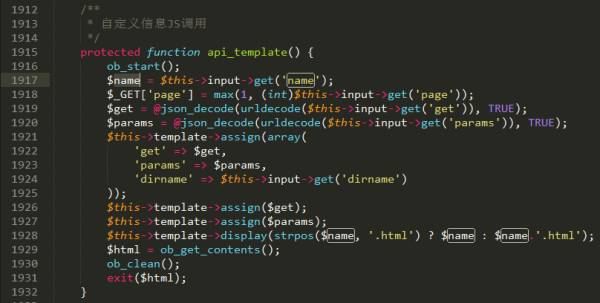 1912 /**
1913 * 自定义信息JS调用
1914 */
1915 protected function api_template() {
1916 ob_start();
1917 $name = $this->input->get('name');
1918 $_GET['page'] = max(1, (int)$this->input->get('page'));
1919 $get = @json_decode(urldecode($this->input->get('get')), TRUE);
1920 $params = @json_decode(urldecode($this->input->get('params')), TRUE);
1921 $this->template->assign(array(
1922 'get' => $get,
1923 'params' => $params,
1924 'dirname' => $this->input->get('dirname')
1925 ));
1926 $this->template->assign($get);
1927 $this->template->assign($params);
1928 $this->template->display(strpos($name, '.html') ? $name : $name.'.html');
1929 $html = ob_get_contents();
1930 ob_clean();
1931 exit($html);
1932 }